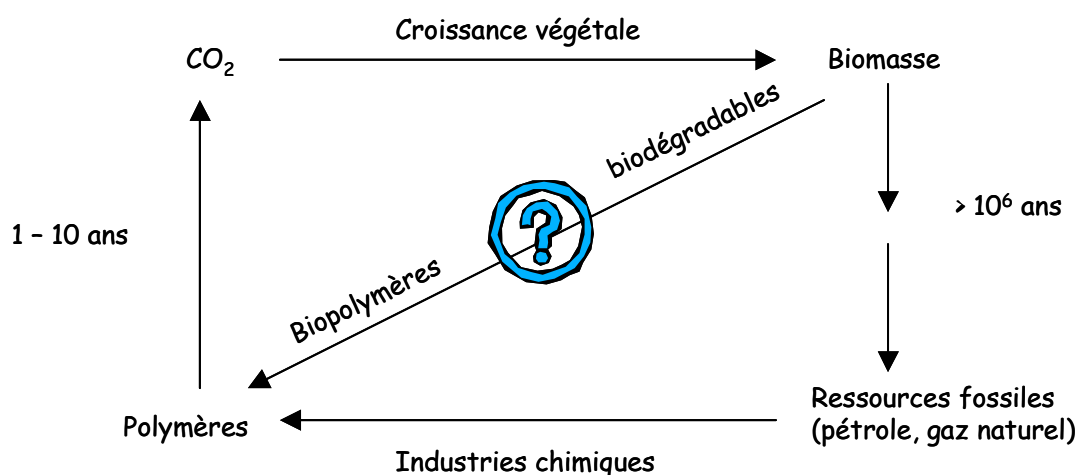 Croissance végétale
CO₂
Biomasse
biodégradables
> 10⁶ ans
1 – 10 ans
?
Biopolymères
Ressources fossiles
(pétrole, gaz naturel)
Polymères
Industries chimiques